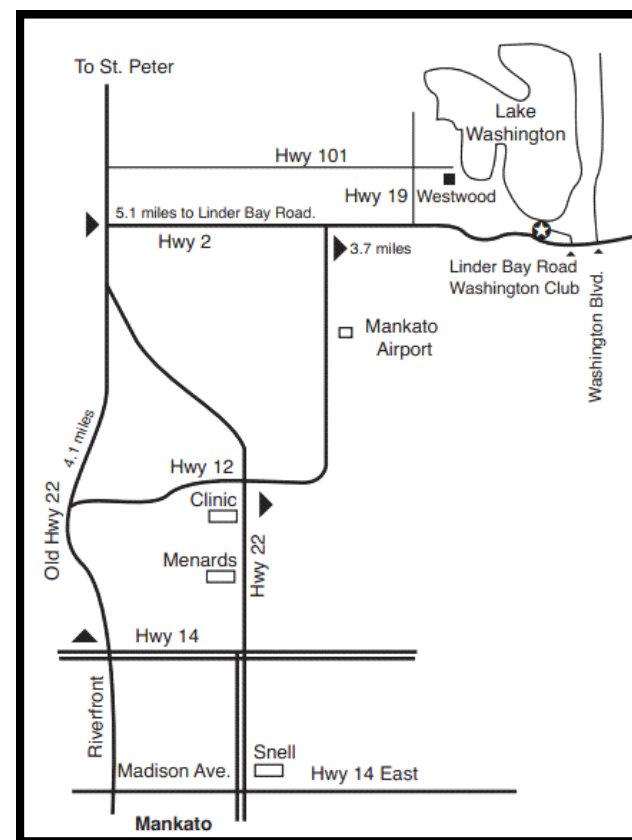 To St. Peter
Lake
Washington
Hwy 101
Hwy 19
Westwood
5.1 miles to Linder Bay Road.
Hwy 2
3.7 miles
Linder Bay Road
Washington Club
Washington Blvd.
Mankato
Airport
4.1 miles
Hwy 12
Clinic
Old Hwy 22
Menards
Hwy 22
Hwy 14
Riverfront
Snell
Madison Ave.
Hwy 14 East
Mankato